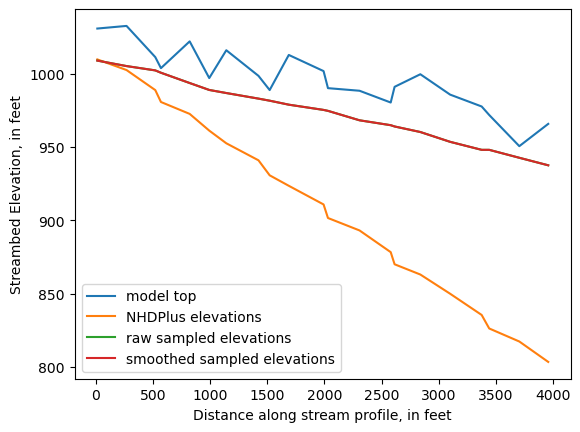 Streambed Elevation, in feet
1000
950
900
850
800
model top
NHDPlus elevations
raw sampled elevations
smoothed sampled elevations
0 500 1000 1500 2000 2500 3000 3500 4000
Distance along stream profile, in feet